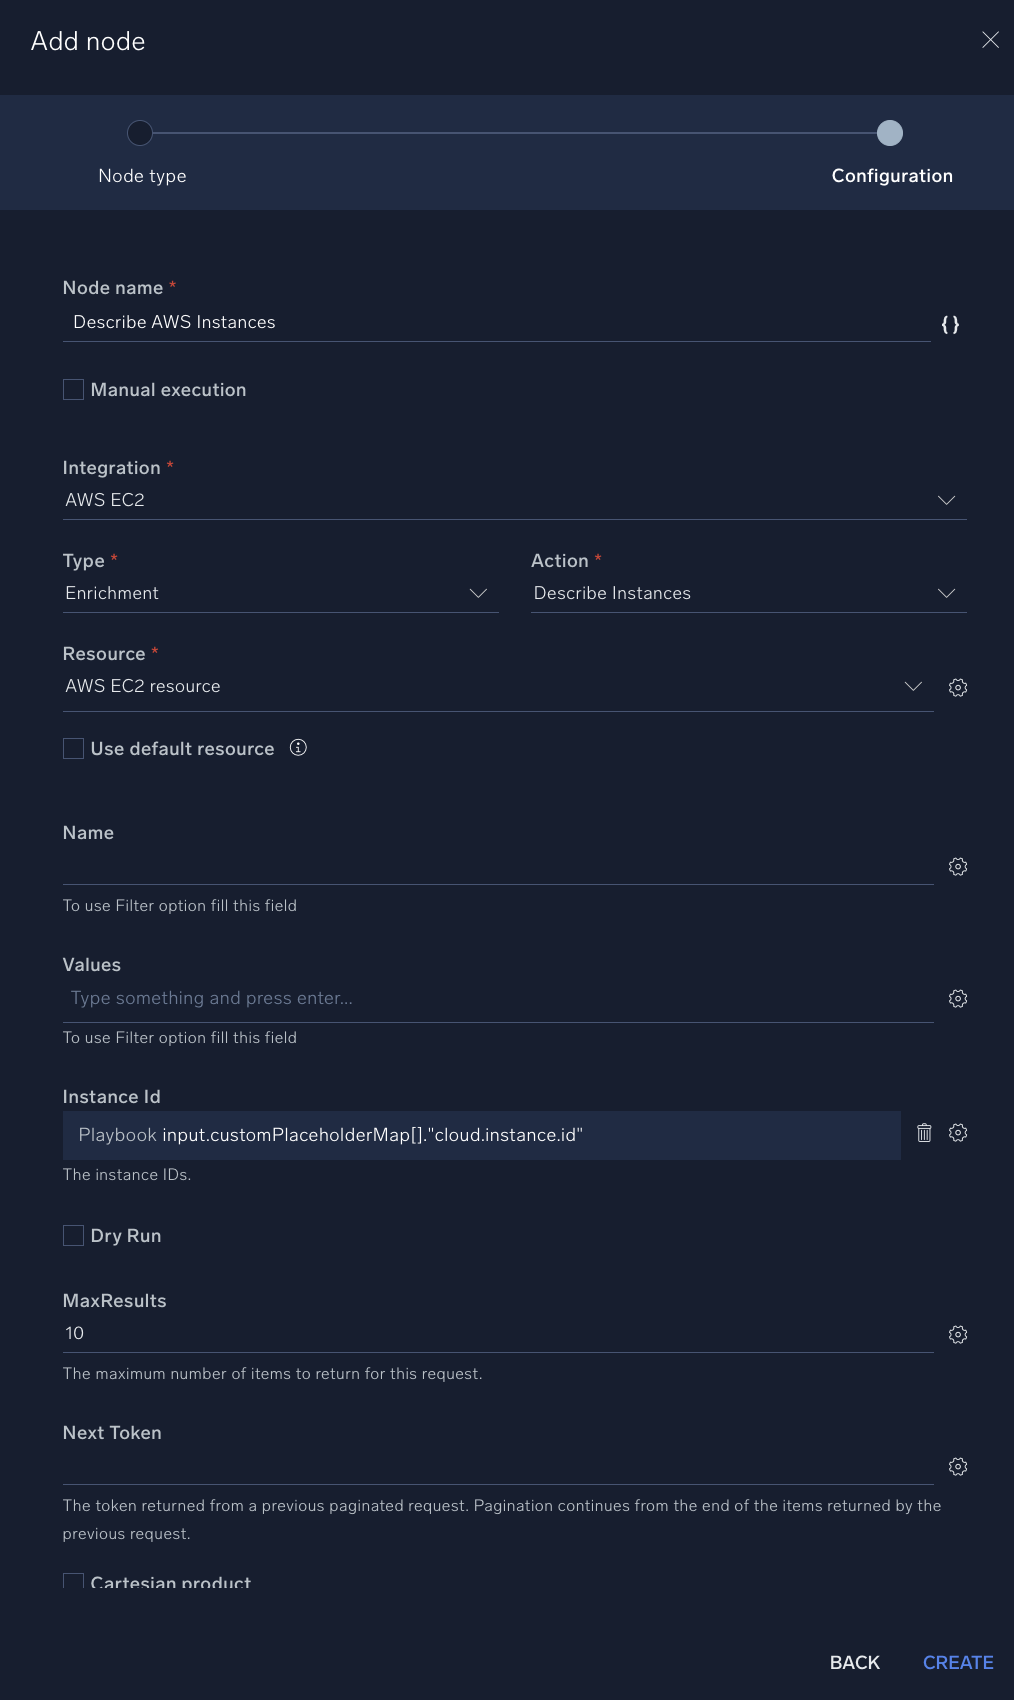 Add node
Node type
Configuration
Node name *
Describe AWS Instances
{ }
Manual execution
Integration *
AWS EC2
Type *
Action *
Enrichment
Describe Instances
Resource *
AWS EC2 resource
Use default resource
Name
To use Filter option fill this field
Values
Type something and press enter...
To use Filter option fill this field
Instance Id
Playbook input.customPlaceholderMap[]."cloud.instance.id"
The instance IDs.
Dry Run
MaxResults
10
The maximum number of items to return for this request.
Next Token
The token returned from a previous paginated request. Pagination continues from the end of the items returned by the
previous request.
Cartesian product
BACK
CREATE